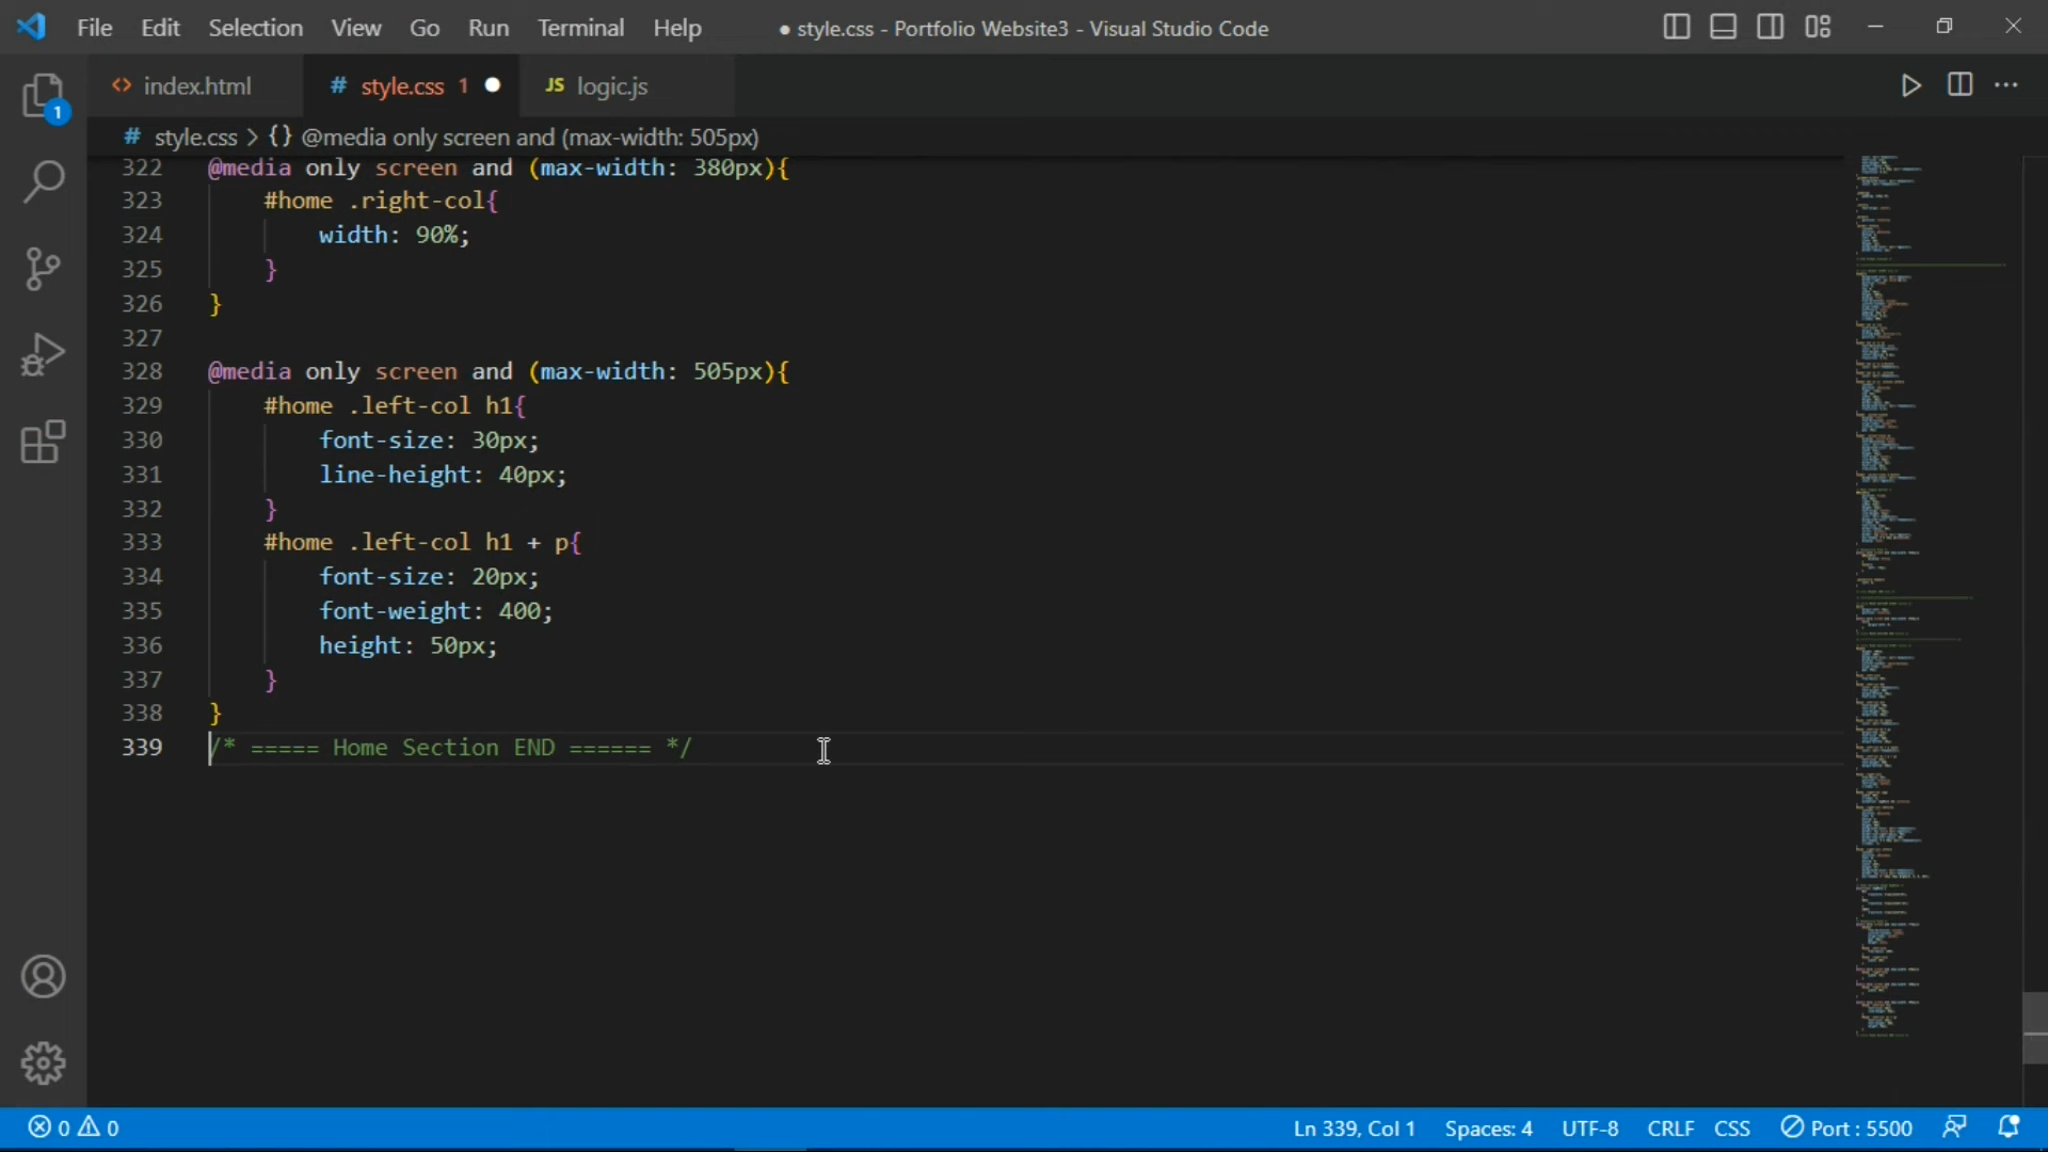 File Edit Selection View Go Run Terminal Help ● style.css - Portfolio Website3 - Visual Studio Code
<> index.html # style.css 1 ● JS logic.js
1
# style.css > {} @media only screen and (max-width: 505px)
322 @media only screen and (max-width: 380px){
323 #home .right-col{
324 width: 90%;
325 }
326 }
327
328 @media only screen and (max-width: 505px){
329 #home .left-col h1{
330 font-size: 30px;
331 line-height: 40px;
332 }
333 #home .left-col h1 + p{
334 font-size: 20px;
335 font-weight: 400;
336 height: 50px;
337 }
338 }
339 /* ===== Home Section END ====== */
0 0 Ln 339, Col 1 Spaces: 4 UTF-8 CRLF CSS Port : 5500